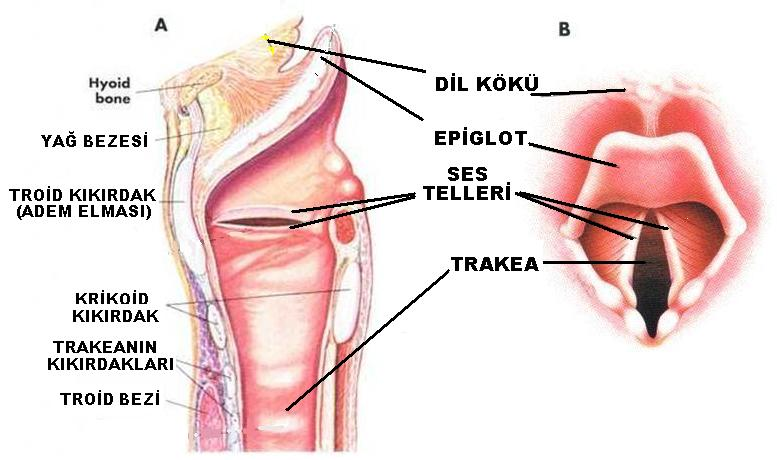 A
B
Hyoid
bone
YAĞ BEZESİ
TROİD KIKIRDAK
(ADEM ELMASI)
KRİKOİD
KIKIRDAK
TRAKEANIN
KIKIRDAKLARI
TROİD BEZİ
DİL KÖKÜ
EPİGLOT
SES
TELLERİ
TRAKEA